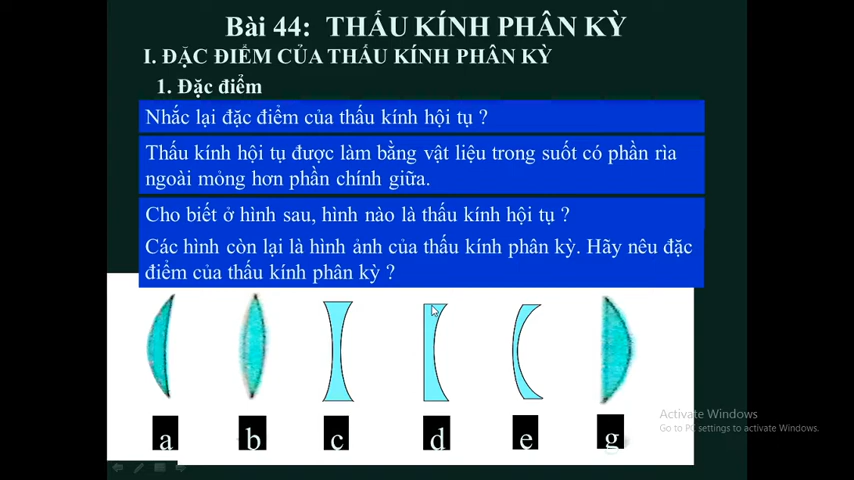 Bài 44: THẤU KÍNH PHÂN KỲ
I. ĐẶC ĐIỂM CỦA THẤU KÍNH PHÂN KỲ
1. Đặc điểm
Nhắc lại đặc điểm của thấu kính hội tụ ?
Thấu kính hội tụ được làm bằng vật liệu trong suốt có phần rìa
ngoài mỏng hơn phần chính giữa.
Cho biết ở hình sau, hình nào là thấu kính hội tụ ?
Các hình còn lại là hình ảnh của thấu kính phân kỳ. Hãy nêu đặc
điểm của thấu kính phân kỳ ?
a b c d e g
Activate Windows
Go to PC settings to activate Windows.